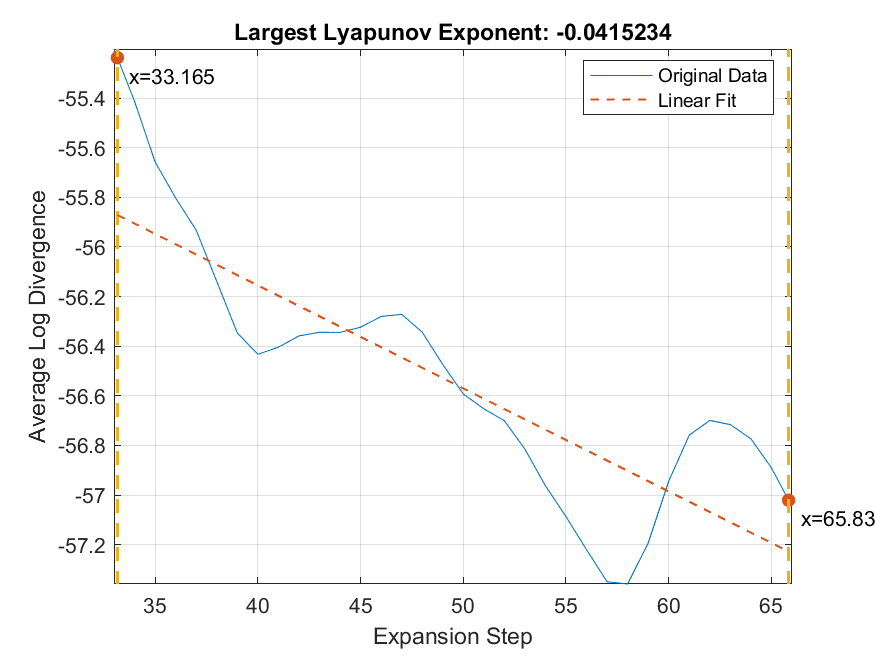 Largest Lyapunov Exponent: -0.0415234
x=33.165
Original Data
Linear Fit
-55.4
-55.6
-55.8
-56
-56.2
-56.4
-56.6
-56.8
-57
-57.2
Average Log Divergence
x=65.83
35 40 45 50 55 60 65
Expansion Step